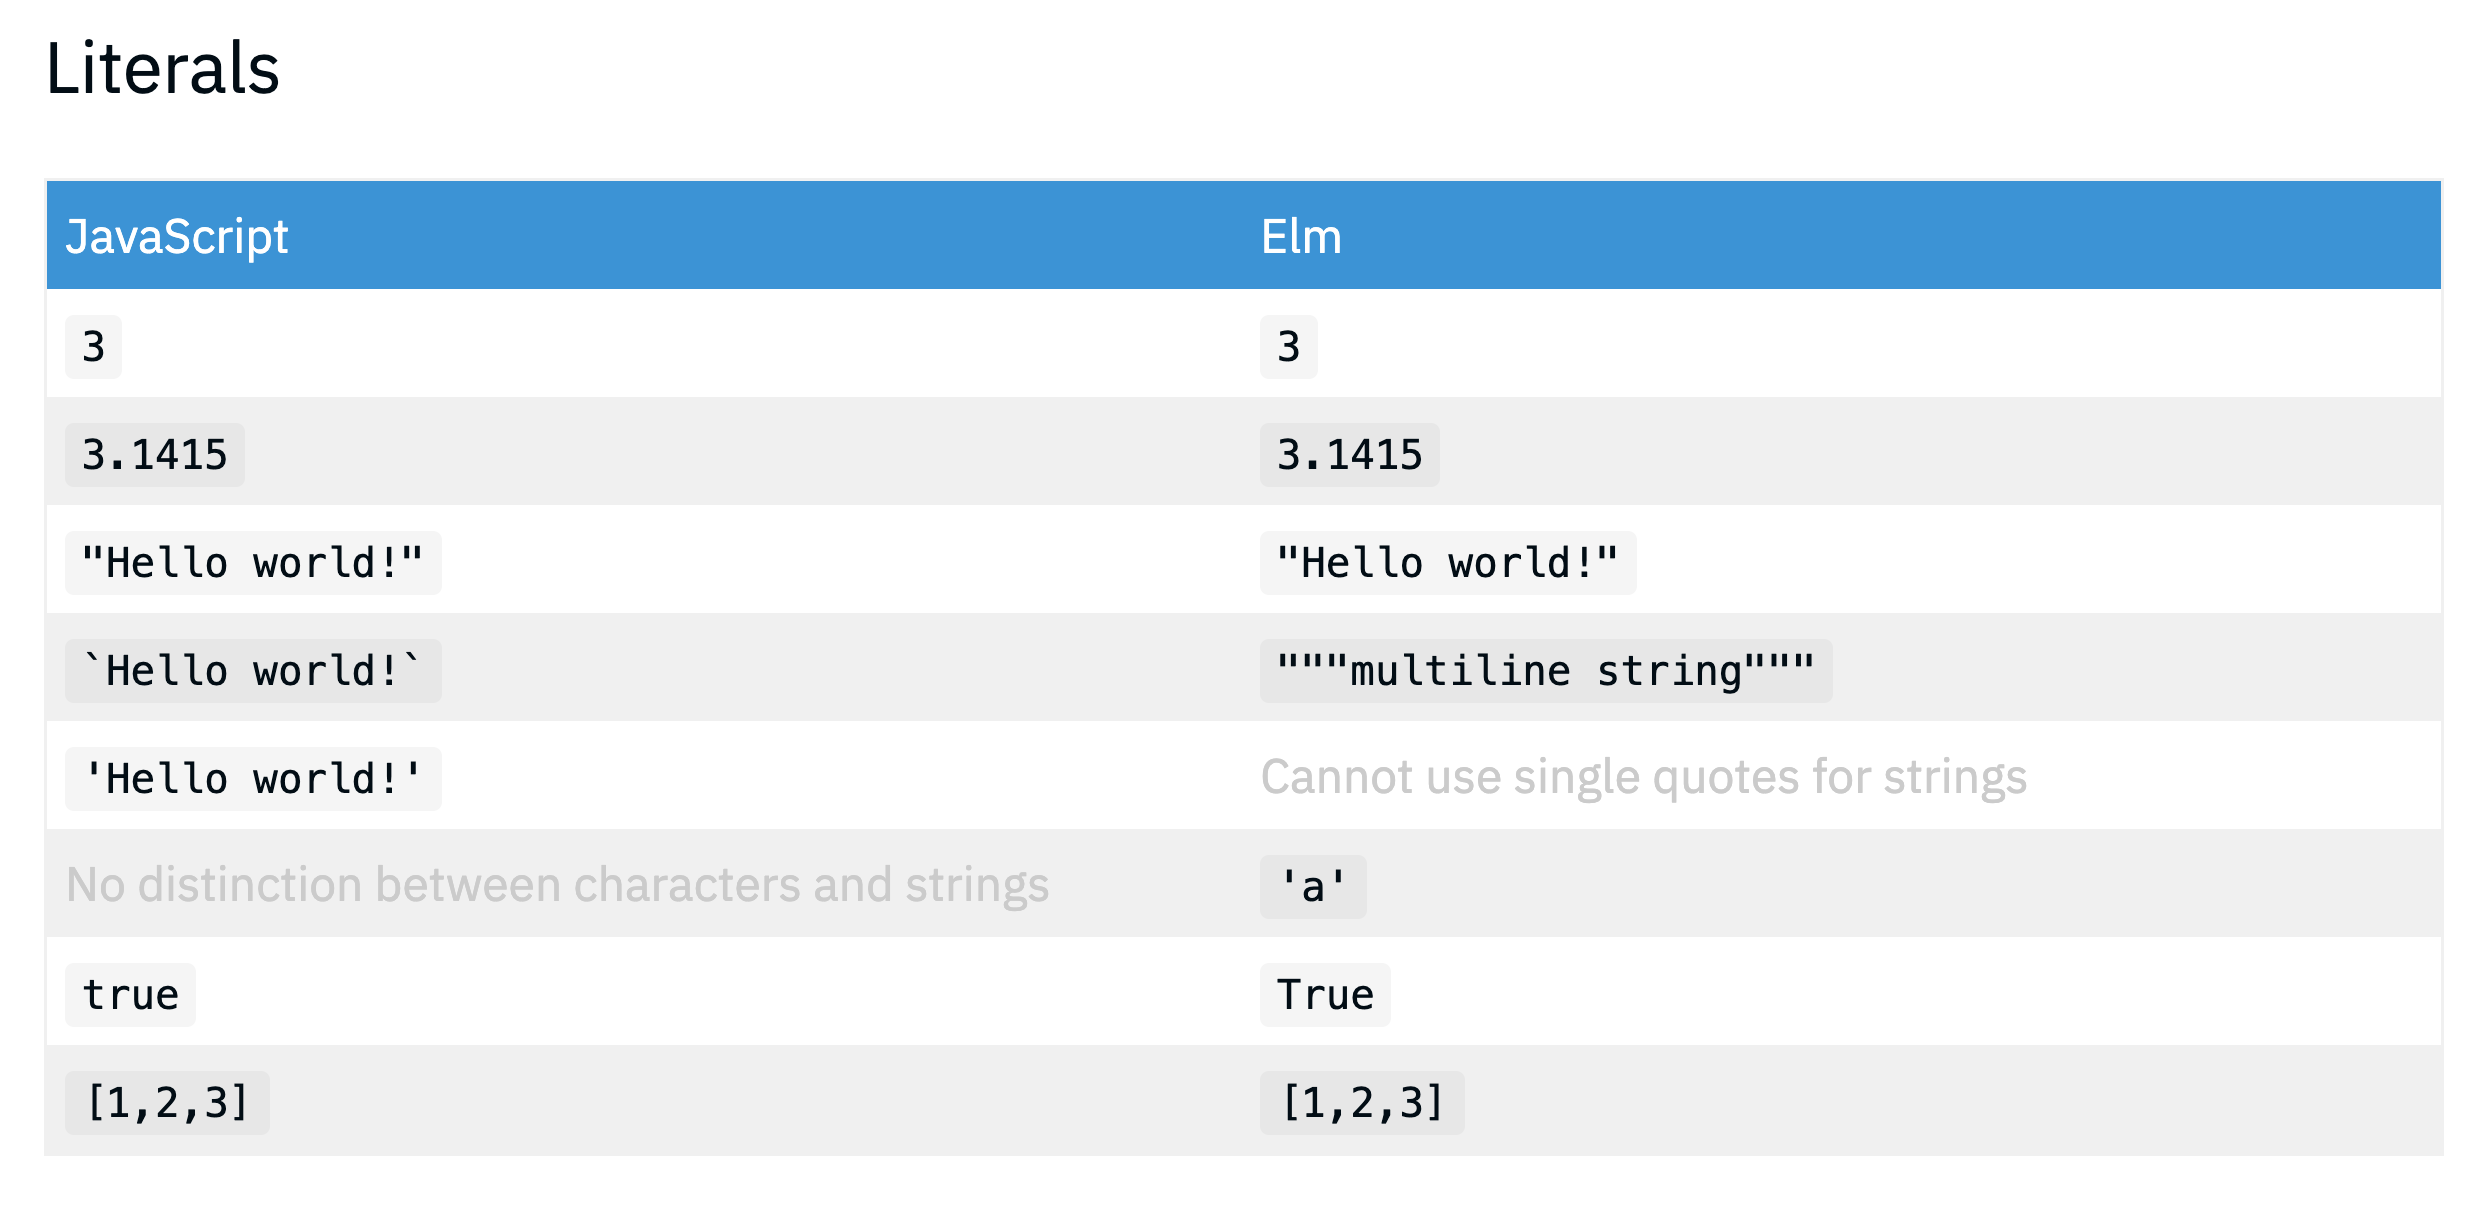 Literals
JavaScript Elm
3 3
3.1415 3.1415
"Hello world!" "Hello world!"
`Hello world!` """multiline string"""
'Hello world!' Cannot use single quotes for strings
No distinction between characters and strings 'a'
true True
[1,2,3] [1,2,3]